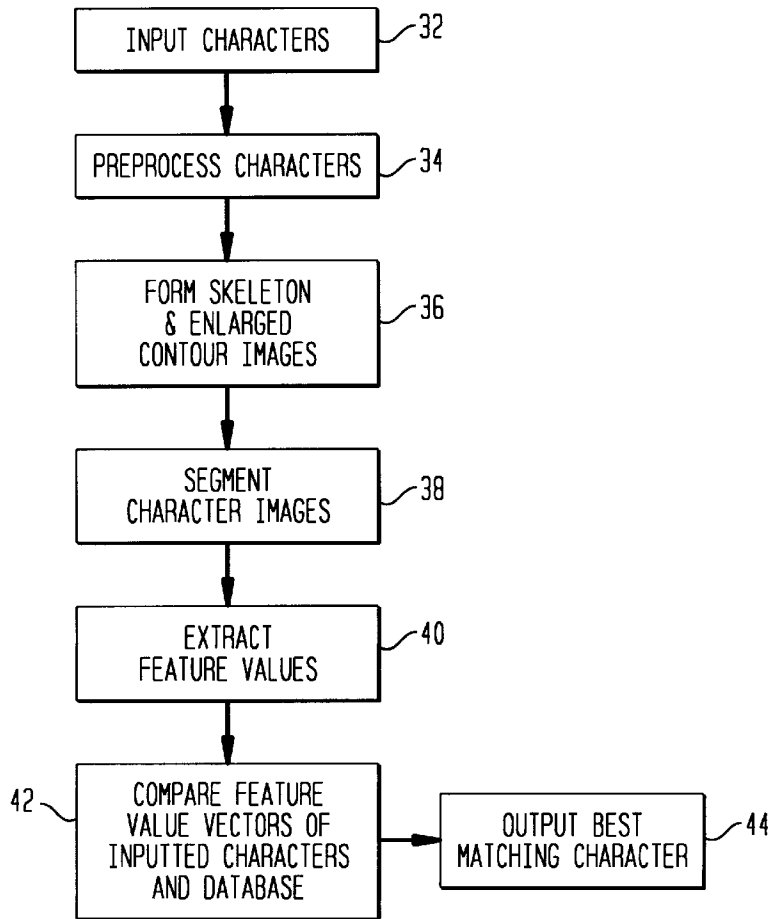 INPUT CHARACTERS
32
PREPROCESS CHARACTERS
34
FORM SKELETON
& ENLARGED
CONTOUR IMAGES
36
SEGMENT
CHARACTER IMAGES
38
EXTRACT
FEATURE VALUES
40
42
COMPARE FEATURE
VALUE VECTORS OF
INPUTTED CHARACTERS
AND DATABASE
OUTPUT BEST
MATCHING CHARACTER
44